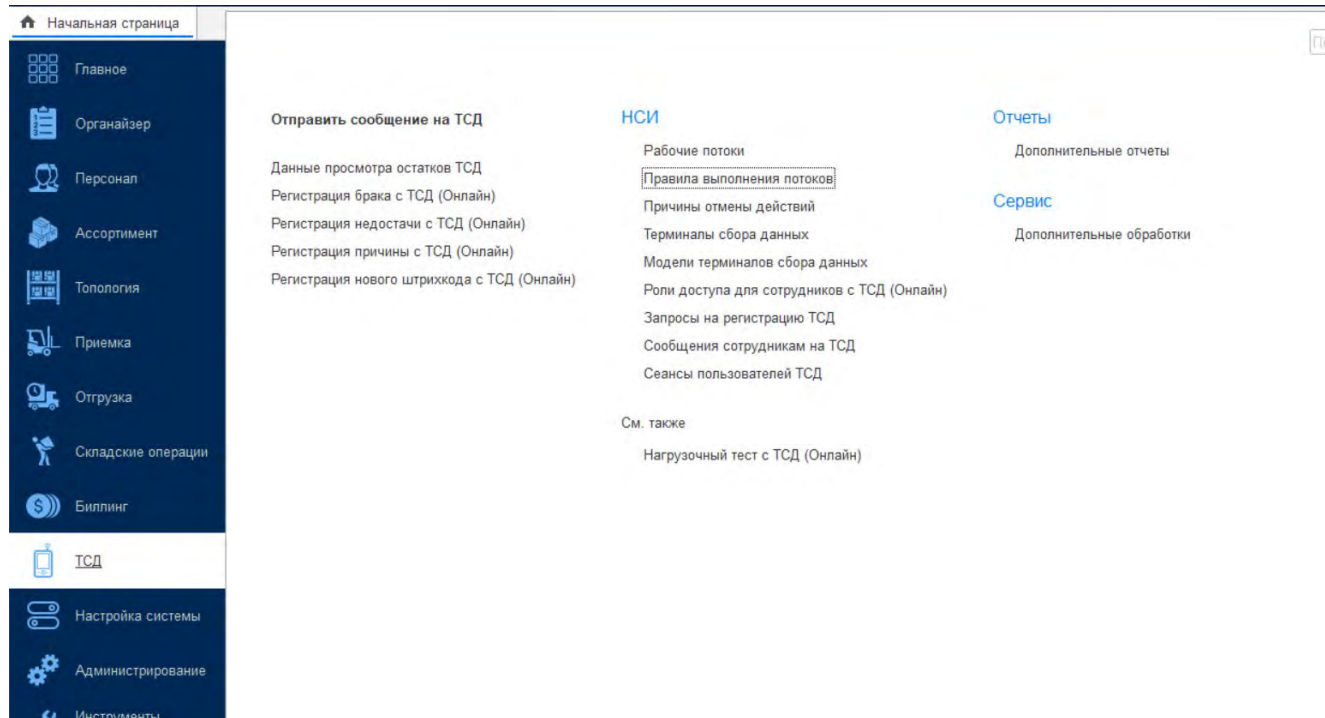 Начальная страница
Главное
Органайзер
Персонал
Ассортимент
Топология
Приемка
Отгрузка
Складские операции
Биллинг
ТСД
Настройка системы
Администрирование
Инструменты
Отправить сообщение на ТСД
Данные просмотра остатков ТСД
Регистрация брака с ТСД (Онлайн)
Регистрация недостачи с ТСД (Онлайн)
Регистрация причины с ТСД (Онлайн)
Регистрация нового штрихкода с ТСД (Онлайн)
НСИ
Рабочие потоки
Правила выполнения потоков
Причины отмены действий
Терминалы сбора данных
Модели терминалов сбора данных
Роли доступа для сотрудников с ТСД (Онлайн)
Запросы на регистрацию ТСД
Сообщения сотрудникам на ТСД
Сеансы пользователей ТСД
См. также
Нагрузочный тест с ТСД (Онлайн)
Отчеты
Дополнительные отчеты
Сервис
Дополнительные обработки